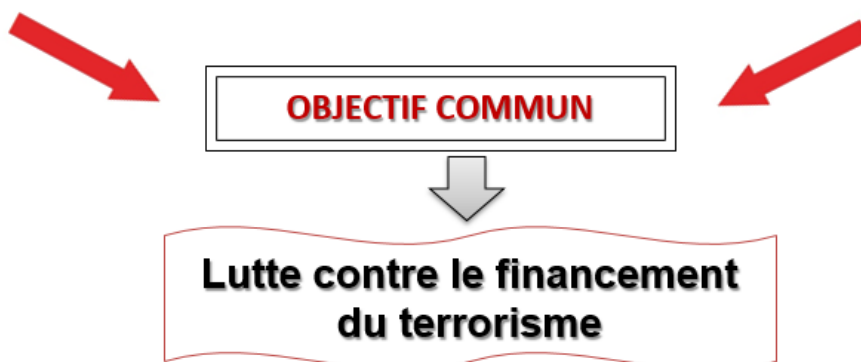 OBJECTIF COMMUN
Lutte contre le financement
du terrorisme